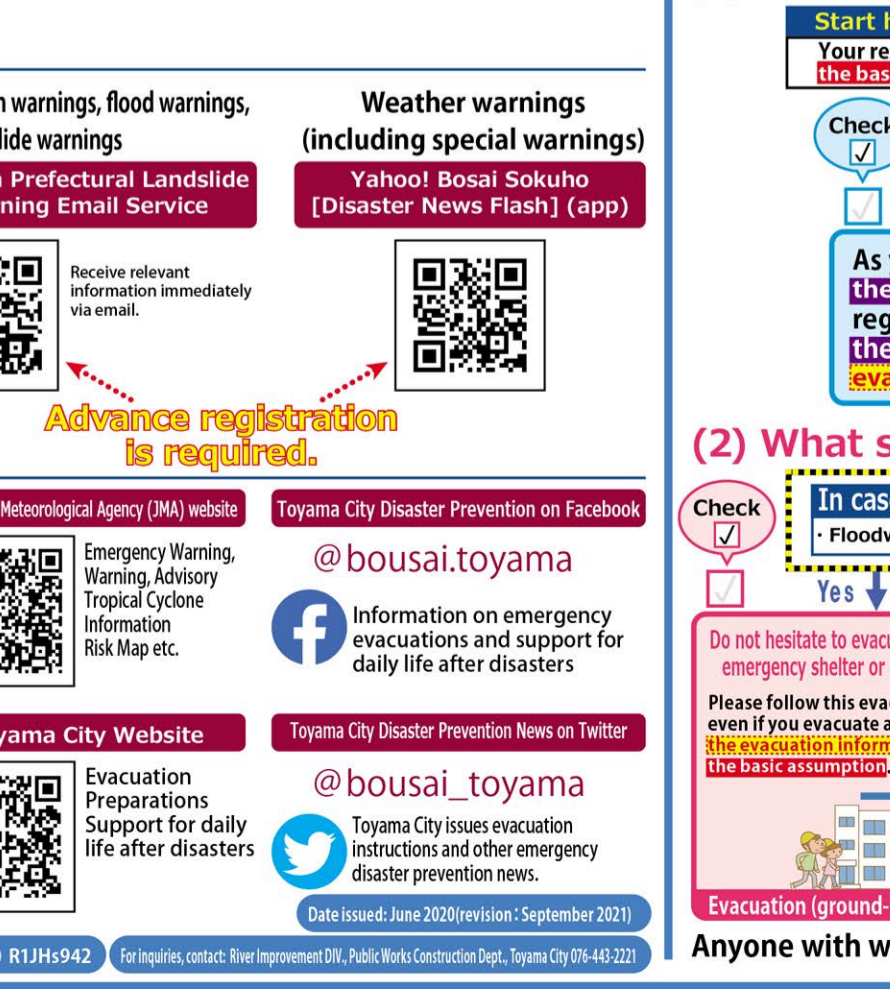 n warnings, flood warnings,
lide warnings
Prefectural Landslide
ning Email Service
Receive relevant
information immediately
via email.
Weather warnings
(including special warnings)
Yahoo! Bosai Sokuho
[Disaster News Flash] (app)
Advance registration
is required.
Meteorological Agency (JMA) website
Emergency Warning,
Warning, Advisory
Tropical Cyclone
Information
Risk Map etc.
Toyama City Disaster Prevention on Facebook
@bousai.toyama
Information on emergency
evacuations and support for
daily life after disasters
yama City Website
Evacuation
Preparations
Support for daily
life after disasters
Toyama City Disaster Prevention News on Twitter
@bousai_toyama
Toyama City issues evacuation
instructions and other emergency
disaster prevention news.
Date issued: June 2020(revision：September 2021)
R1JHs942
For inquiries, contact: River Improvement DIV., Public Works Construction Dept., Toyama City 076-443-2221
Start h
Your re
the bas
Check
As y
the
reg
the
eva
(2) What s
Check
In cas
・Floodw
Yes
Do not hesitate to evacu
emergency shelter or
Please follow this evac
even if you evacuate a
the evacuation inform
the basic assumption.
Evacuation (ground-
Anyone with w